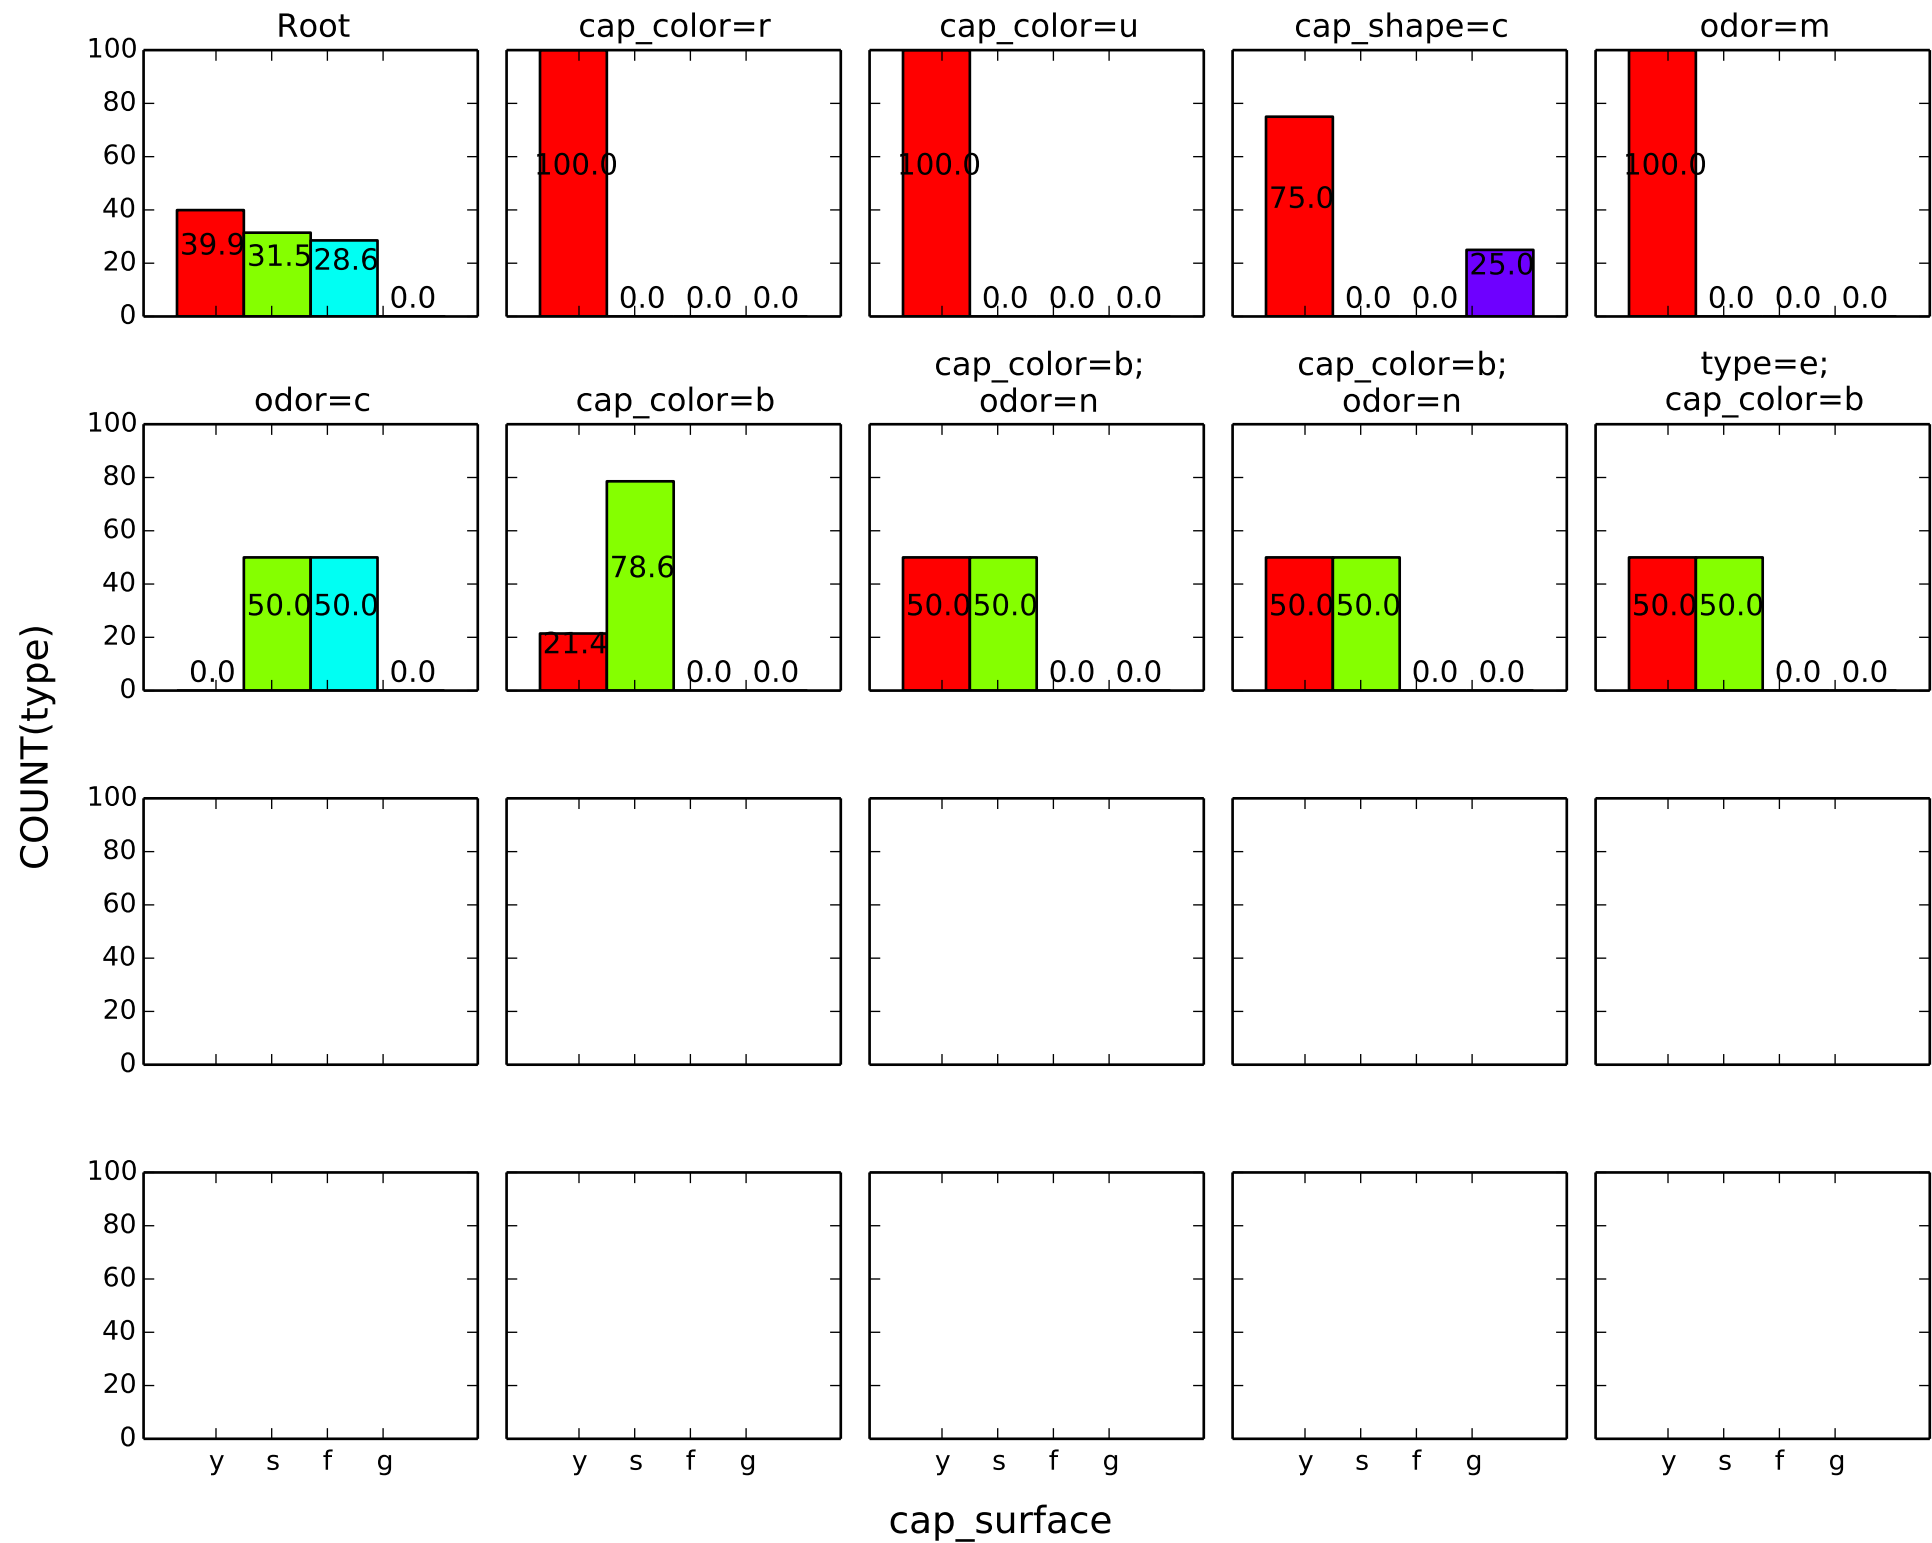 Root
cap_color=r
cap_color=u
cap_shape=c
odor=m
100
80
60
40
20
0
39.9 31.5 28.6 0.0
100.0 0.0 0.0 0.0
100.0 0.0 0.0 0.0
75.0 0.0 0.0 25.0
100.0 0.0 0.0 0.0
odor=c
cap_color=b
cap_color=b;
odor=n
cap_color=b;
odor=n
type=e;
cap_color=b
100
80
60
40
20
0
0.0 50.0 50.0 0.0
21.4 78.6 0.0 0.0
50.0 50.0 0.0 0.0
50.0 50.0 0.0 0.0
50.0 50.0 0.0 0.0
COUNT(type)
100
80
60
40
20
0
100
80
60
40
20
0
y s f g
y s f g
y s f g
y s f g
y s f g
cap_surface